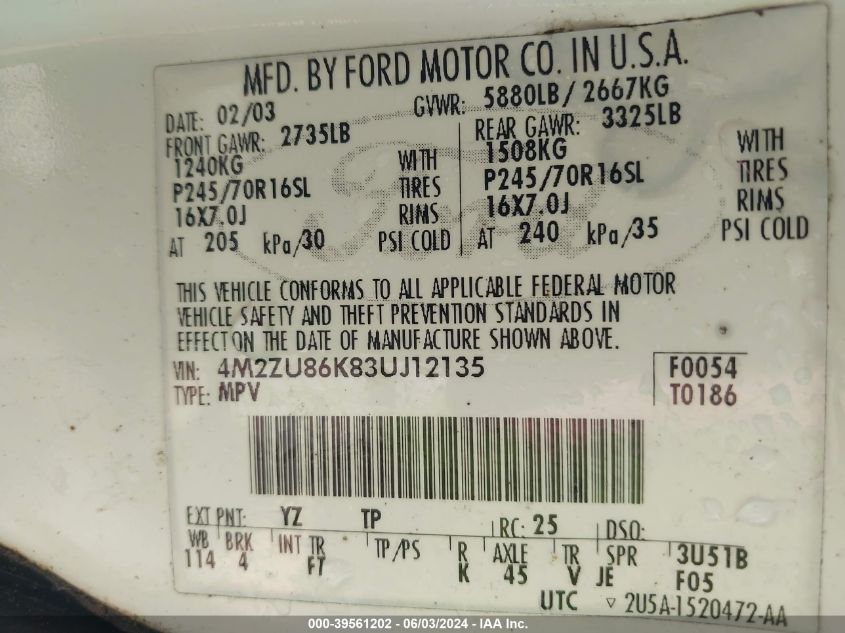 MFD. BY FORD MOTOR CO. IN U.S.A.
DATE: 02/03 GVWR: 5880LB/ 2667KG
FRONT GAWR: 2735LB REAR GAWR: 3325LB
1240KG WITH 1508KG WITH
P245/70R16SL TIRES P245/70R16SL TIRES
16X7.0J RIMS 16X7.0J RIMS
AT 205 kPa/30 PSI COLD AT 240 kPa/35 PSI COLD
THIS VEHICLE CONFORMS TO ALL APPLICABLE FEDERAL MOTOR
VEHICLE SAFETY AND THEFT PREVENTION STANDARDS IN
EFFECT ON THE DATE OF MANUFACTURE SHOWN ABOVE.
VIN: 4M2ZU86K83UJ12135 F0054
TYPE: MPV T0186
EXT PNT: YZ TP RC: 25 DSO:
WB BRK INT TR TP/PS R AXLE TR SPR 3U51B
114 4 FT K 45 V JE F05
UTC ▽ 2U5A-1520472-AA
000-39561202 - 06/03/2024 - IAA Inc.